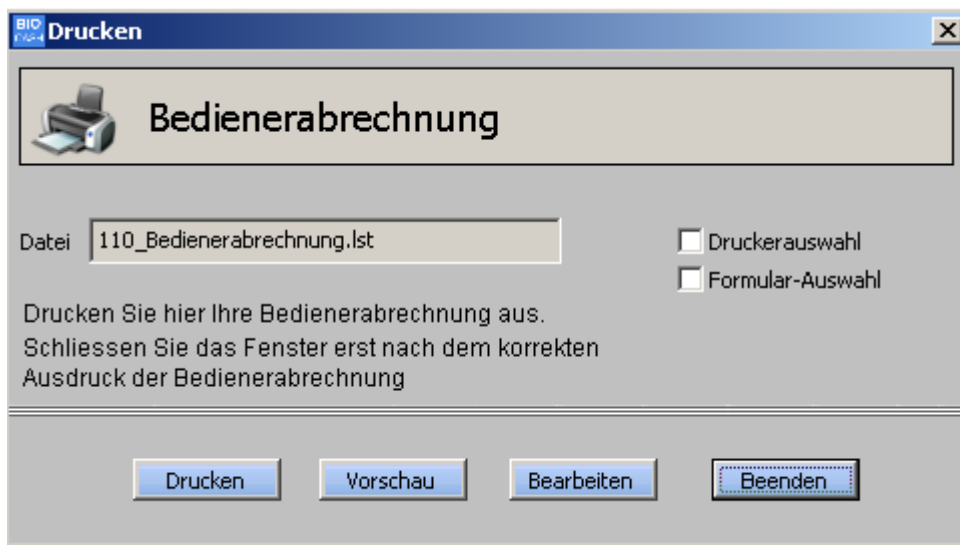 BIO
CASH
Drucken
Bedienerabrechnung
Datei 110_Bedienerabrechnung.lst
Druckerauswahl
Formular-Auswahl
Drucken Sie hier Ihre Bedienerabrechnung aus.
Schliessen Sie das Fenster erst nach dem korrekten
Ausdruck der Bedienerabrechnung
Drucken Vorschau Bearbeiten Beenden